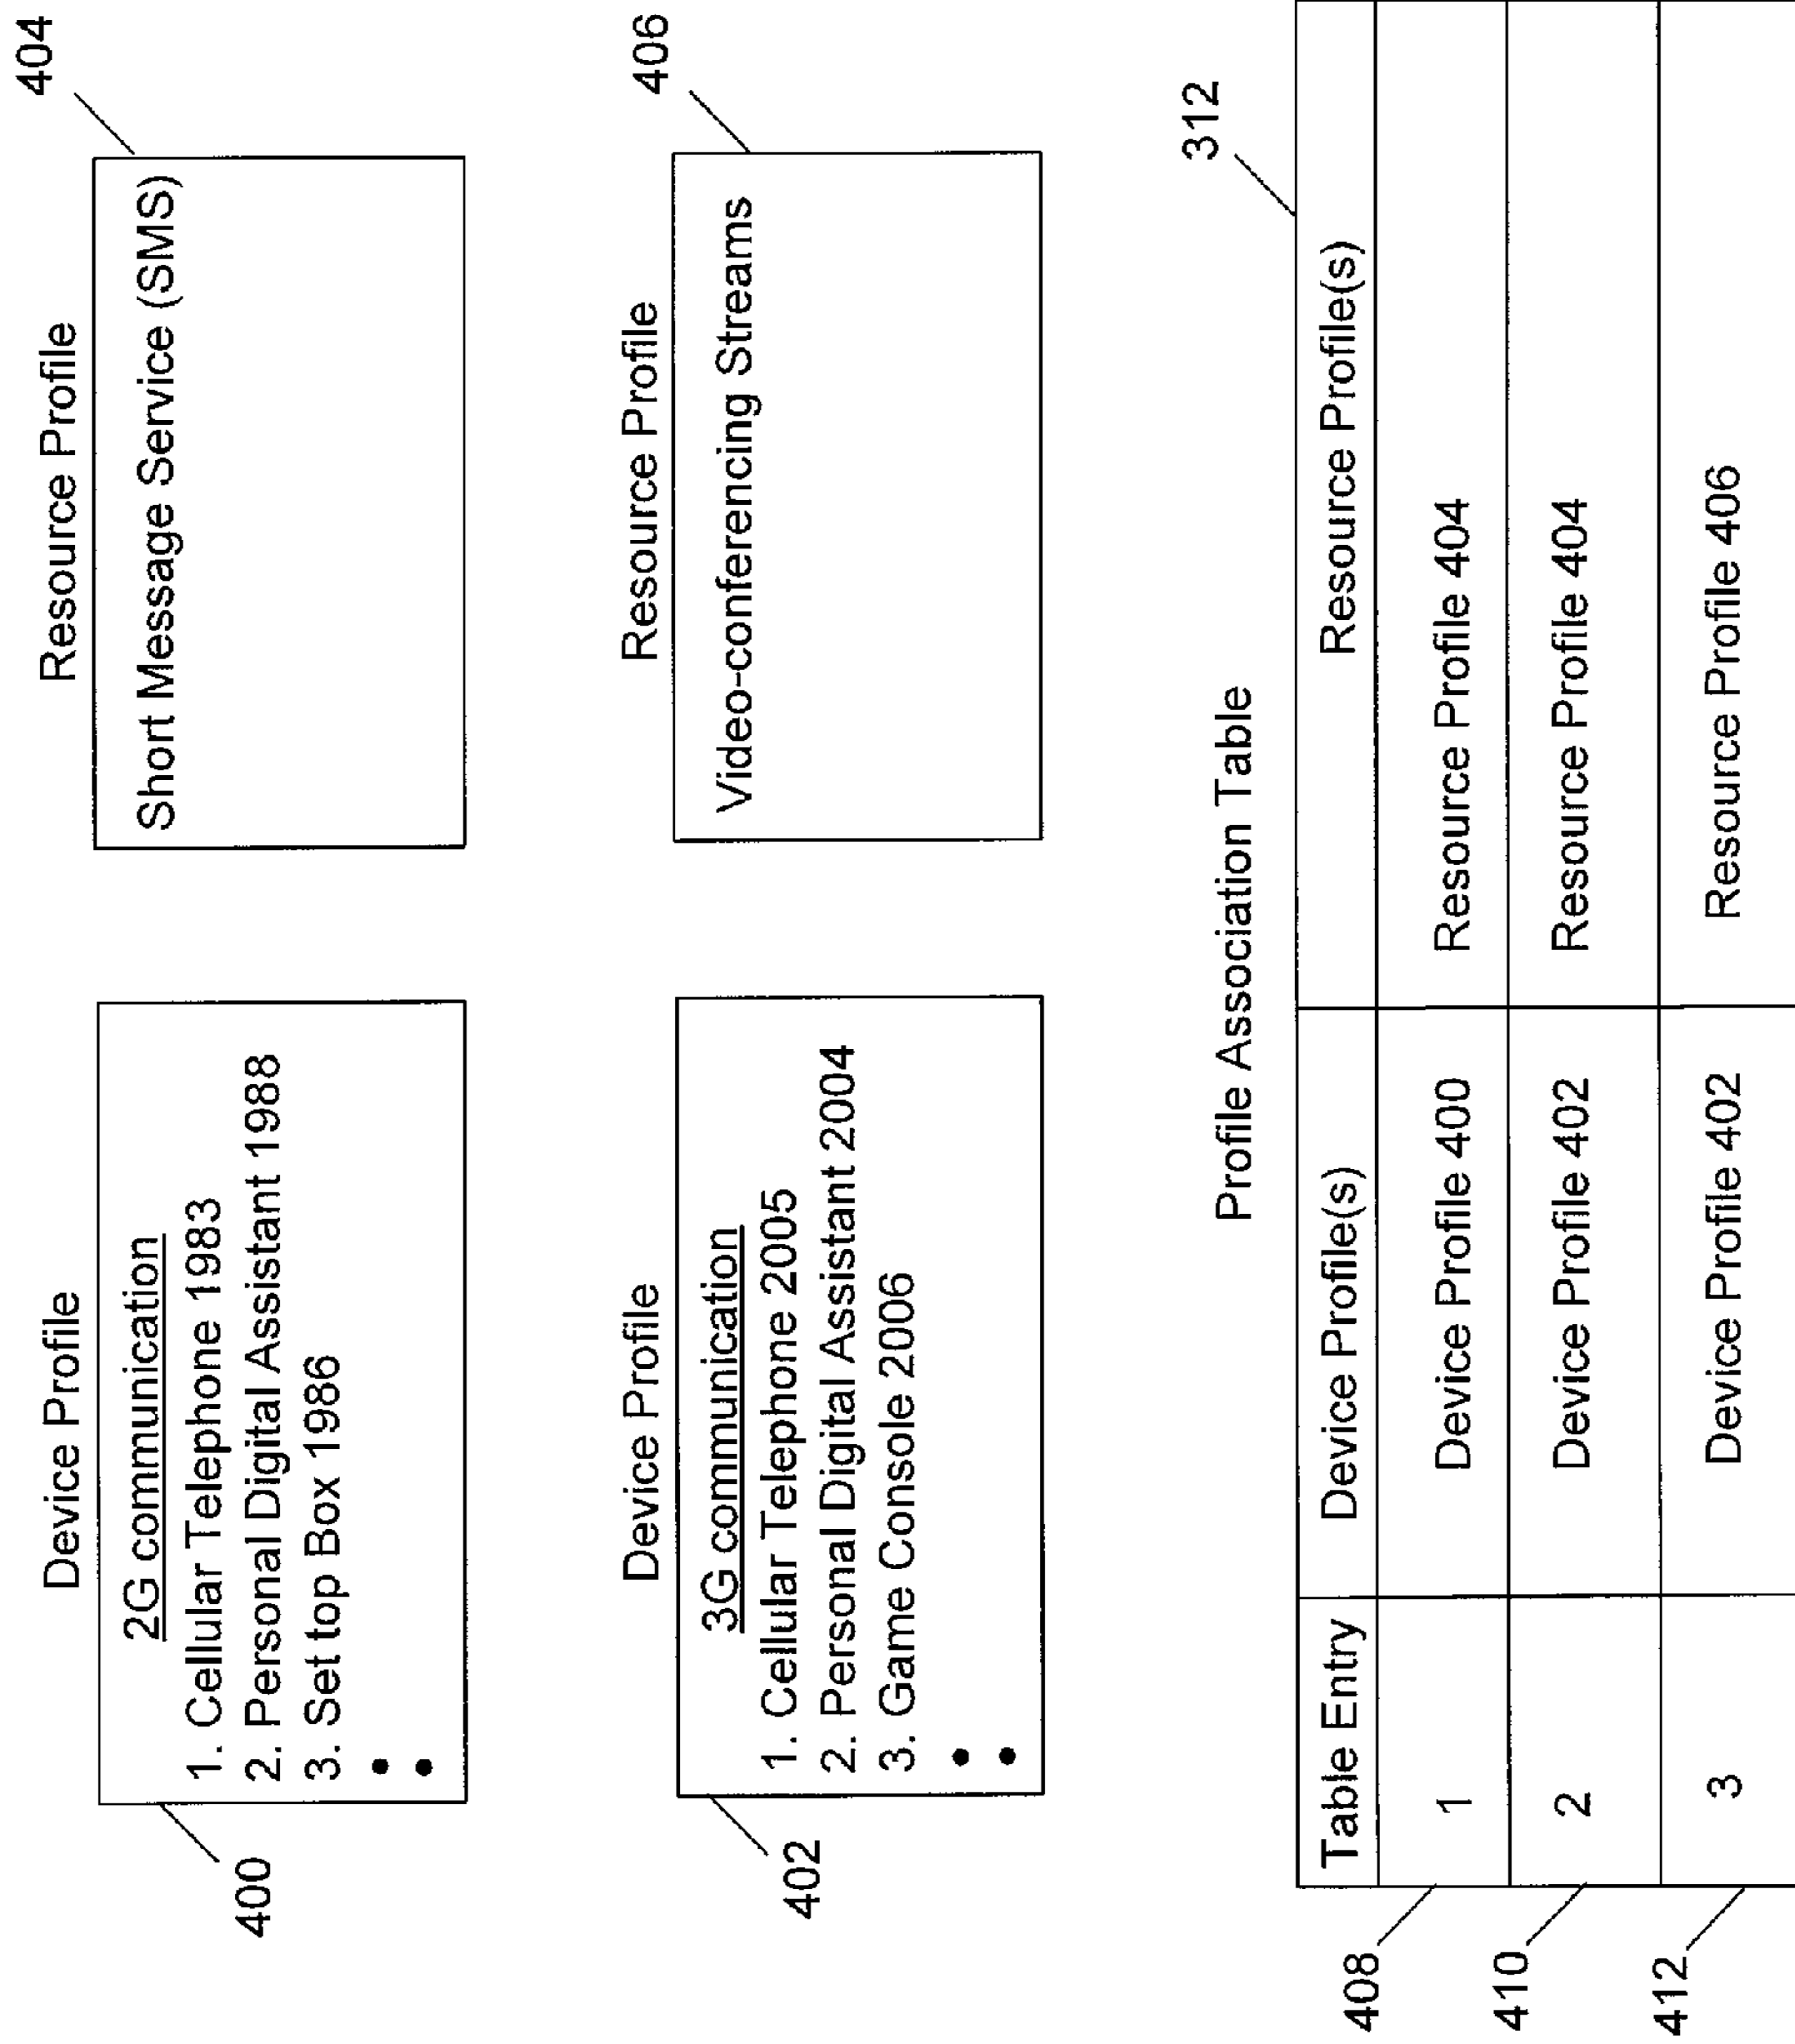 Device Profile
400
2G communication
1. Cellular Telephone 1983
2. Personal Digital Assistant 1988
3. Set top Box 1986
•
•
Resource Profile
404
Short Message Service (SMS)
Device Profile
402
3G communication
1. Cellular Telephone 2005
2. Personal Digital Assistant 2004
3. Game Console 2006
•
•
Resource Profile
406
Video-conferencing Streams
Profile Association Table
312
Table Entry Device Profile(s) Resource Profile(s)
408 1 Device Profile 400 Resource Profile 404
410 2 Device Profile 402 Resource Profile 404
412 3 Device Profile 402 Resource Profile 406